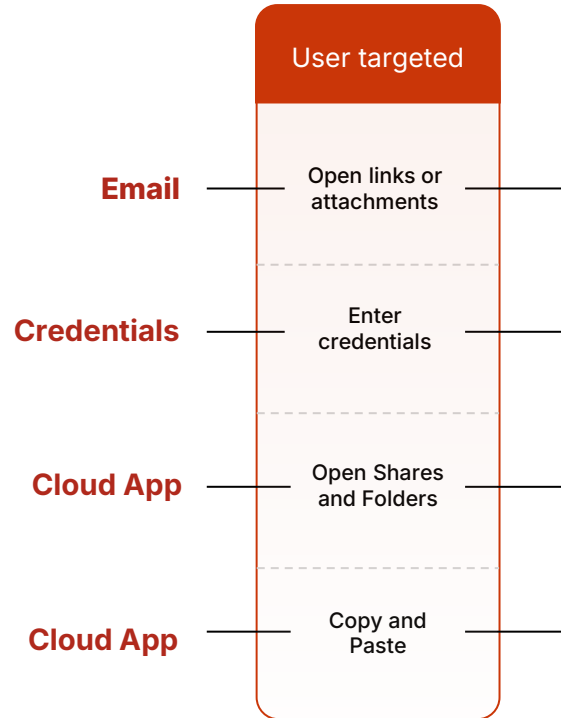 User targeted
Email
Open links or
attachments
Credentials
Enter
credentials
Cloud App
Open Shares
and Folders
Cloud App
Copy and
Paste